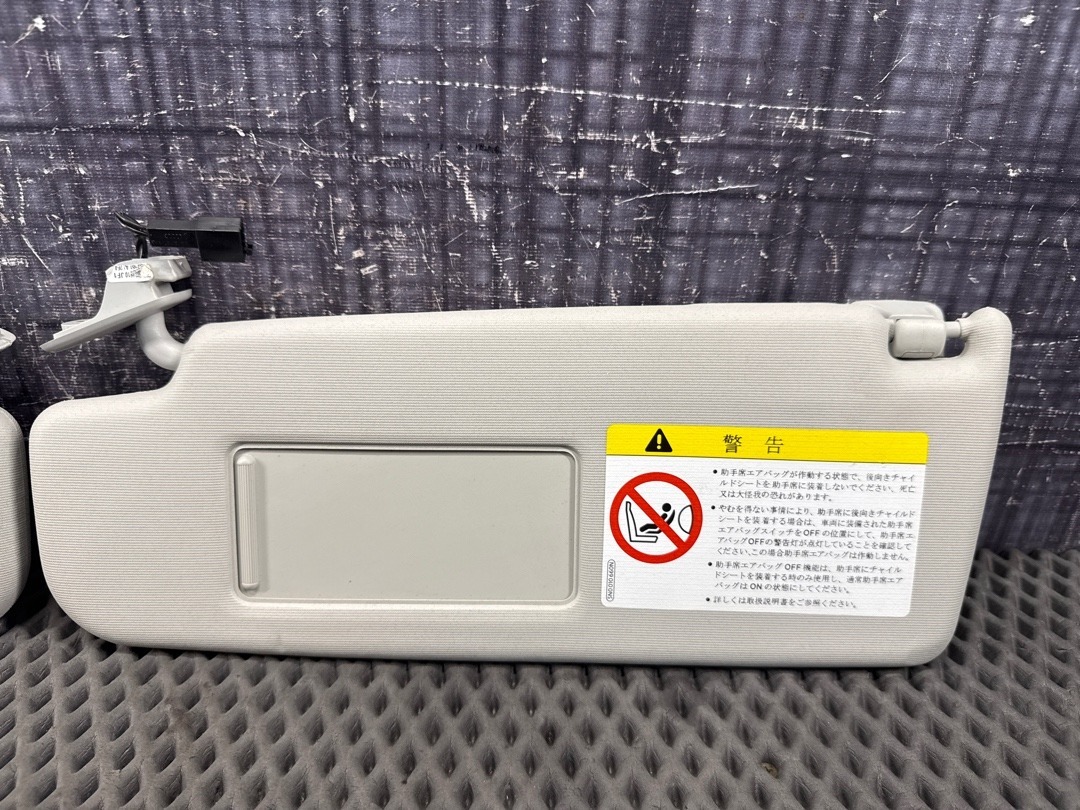 警告
● 助手席エアバッグが作動する状態で、後向きチャイ
ルドシートを助手席に装着しないでください、死亡
又は大怪我の恐れがあります。
● やむを得ない事情により、助手席に後向きチャイルド
シートを装着する場合は、車両に装備された助手席
エアバッグスイッチをOFFの位置にして、助手席エ
アバッグOFFの警告灯が点灯していることを確認して
ください、この場合助手席エアバッグは作動しません。
● 助手席エアバッグ OFF 機能は、助手席にチャイル
ドシートを装着する時のみ使用し、通常助手席エア
バッグは ONの状態にしてください。
● 詳しくは取扱説明書をご参照ください。